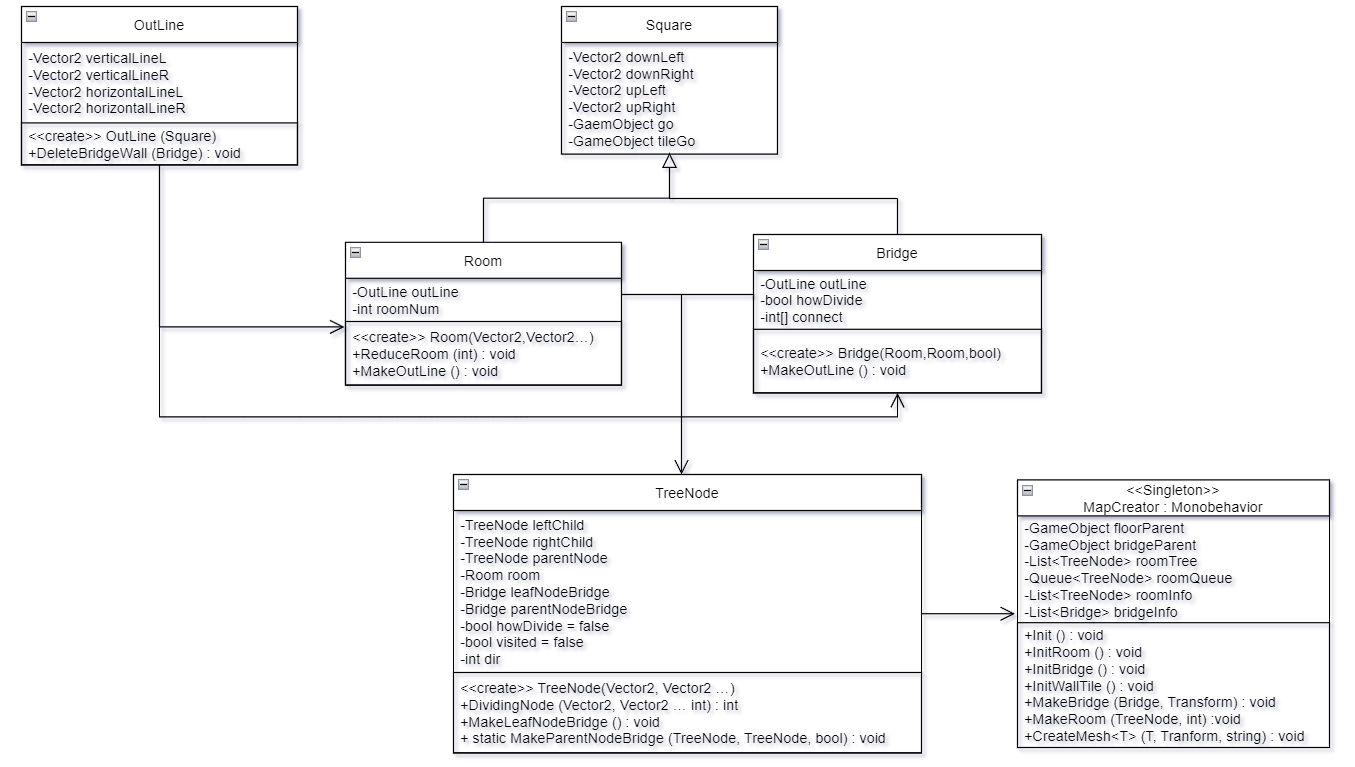 OutLine
-Vector2 verticalLineL
-Vector2 verticalLineR
-Vector2 horizontalLineL
-Vector2 horizontalLineR
<<create>> OutLine (Square)
+DeleteBridgeWall (Bridge) : void
Square
-Vector2 downLeft
-Vector2 downRight
-Vector2 upLeft
-Vector2 upRight
-GaemObject go
-GameObject tileGo
Room
-OutLine outLine
-int roomNum
<<create>> Room(Vector2,Vector2...)
+ReduceRoom (int) : void
+MakeOutLine () : void
Bridge
-OutLine outLine
-bool howDivide
-int[] connect
<<create>> Bridge(Room,Room,bool)
+MakeOutLine () : void
TreeNode
-TreeNode leftChild
-TreeNode rightChild
-TreeNode parentNode
-Room room
-Bridge leafNodeBridge
-Bridge parentNodeBridge
-bool howDivide = false
-bool visited = false
-int dir
<<create>> TreeNode(Vector2, Vector2 ...)
+DividingNode (Vector2, Vector2 ... int) : int
+MakeLeafNodeBridge () : void
+ static MakeParentNodeBridge (TreeNode, TreeNode, bool) : void
<<Singleton>>
MapCreator : Monobehavior
-GameObject floorParent
-GameObject bridgeParent
-List<TreeNode> roomTree
-Queue<TreeNode> roomQueue
-List<TreeNode> roomInfo
-List<Bridge> bridgeInfo
+Init () : void
+InitRoom () : void
+InitBridge () : void
+InitWallTile () : void
+MakeBridge (Bridge, Transform) : void
+MakeRoom (TreeNode, int) :void
+CreateMesh<T> (T, Tranform, string) : void